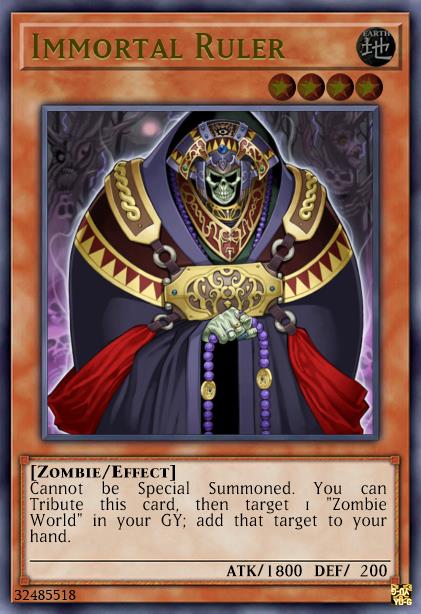 IMMORTAL RULER
EARTH
地
[ZOMBIE/EFFECT]
Cannot be Special Summoned. You can
Tribute this card, then target 1 "Zombie
World" in your GY; add that target to your
hand.
ATK/1800 DEF/ 200
32485518